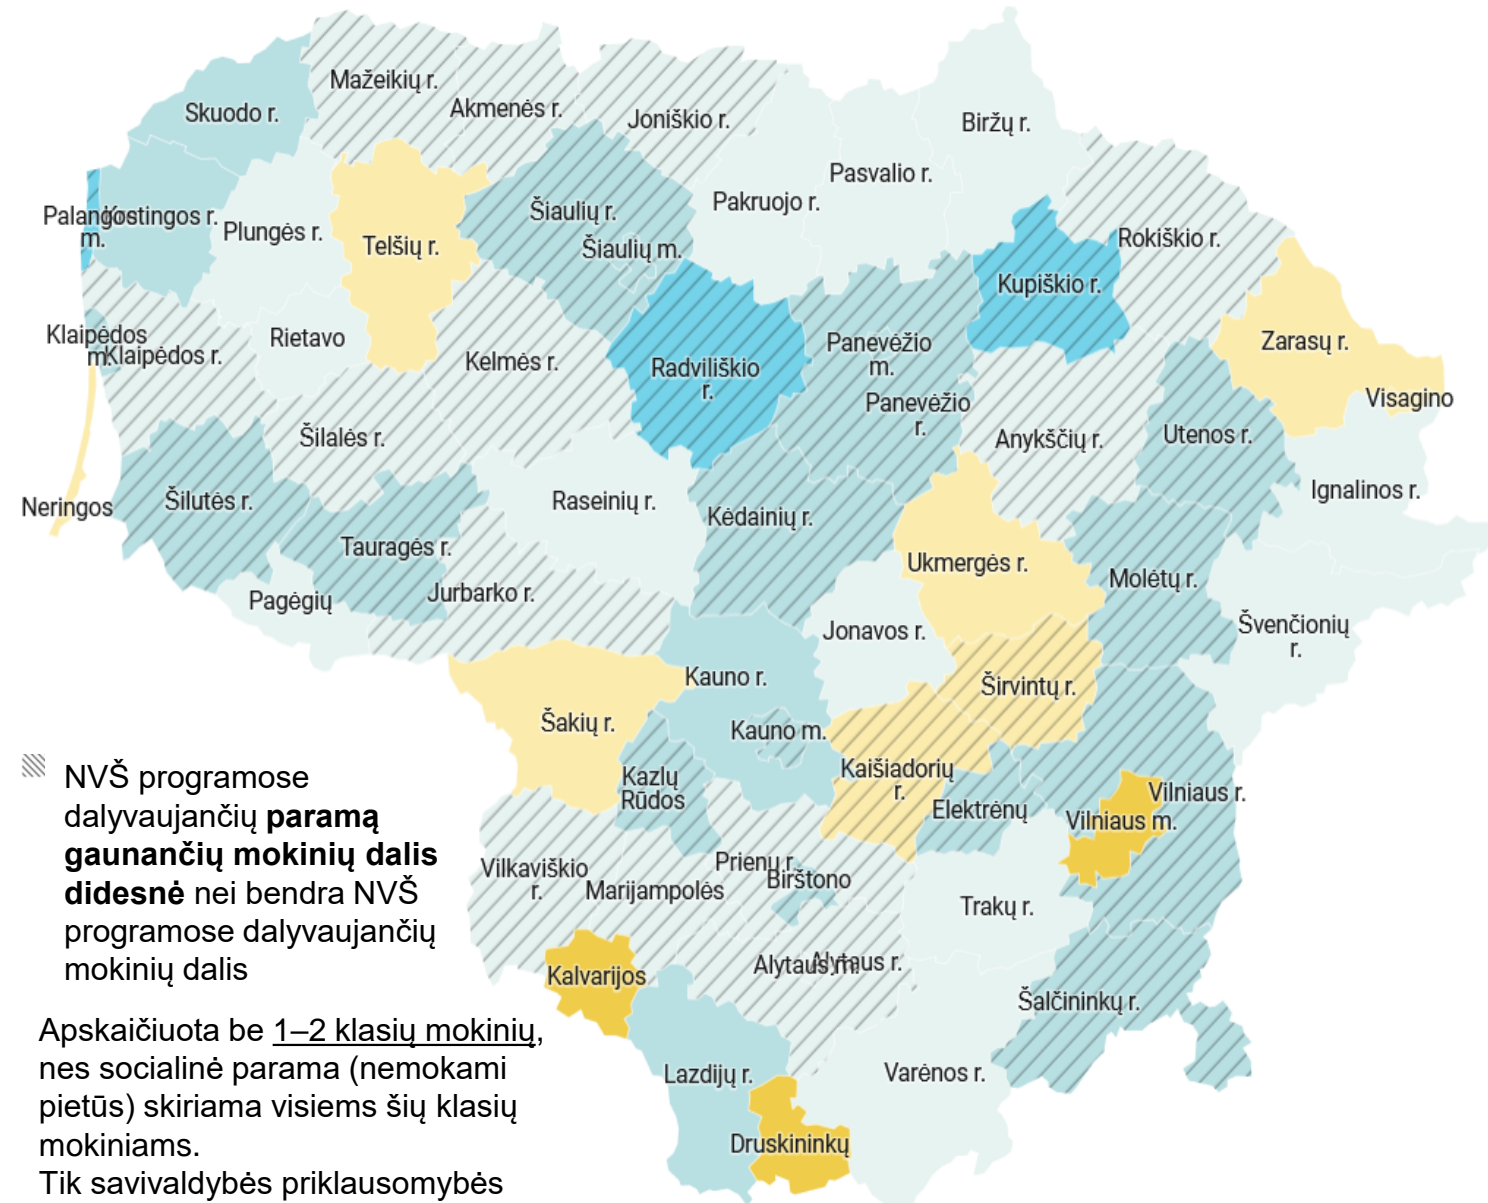 Mažeikių r.
Skuodo r.
Akmenės r.
Joniškio r.
Biržų r.
Pasvalio r.
Pakruojo r.
Palangos
m.
Kretingos r.
Plungės r.
Telšių r.
Šiaulių r.
Šiaulių m.
Rokiškio r.
Kupiškio r.
Klaipėdos
m.
Klaipėdos r.
Rietavo
Kelmės r.
Radviliškio
r.
Panevėžio
m.
Panevėžio
r.
Zarasų r.
Visagino
Anykščių r.
Utenos r.
Šilalės r.
Neringos
Šilutės r.
Raseinių r.
Kėdainių r.
Ignalinos r.
Tauragės r.
Ukmergės r.
Molėtų r.
Pagėgių
Jurbarko r.
Jonavos r.
Švenčionių
r.
Kauno r.
Širvintų r.
Šakių r.
Kauno m.
Kaišiadorių
r.
Kazlų
Rūdos
Elektrėnų
Vilniaus r.
Vilniaus m.
Vilkaviškio
r.
Marijampolės
Prienų r.
Birštono
Trakų r.
Alytaus m.
Alytaus r.
Kalvarijos
Šalčininkų r.
Lazdijų r.
Varėnos r.
Druskininkų
NVŠ programose
dalyvaujančių paramą
gaunančių mokinių dalis
didesnė nei bendra NVŠ
programose dalyvaujančių
mokinių dalis
Apskaičiuota be 1–2 klasių mokinių,
nes socialinė parama (nemokami
pietūs) skiriama visiems šių klasių
mokiniams.
Tik savivaldybės priklausomybės